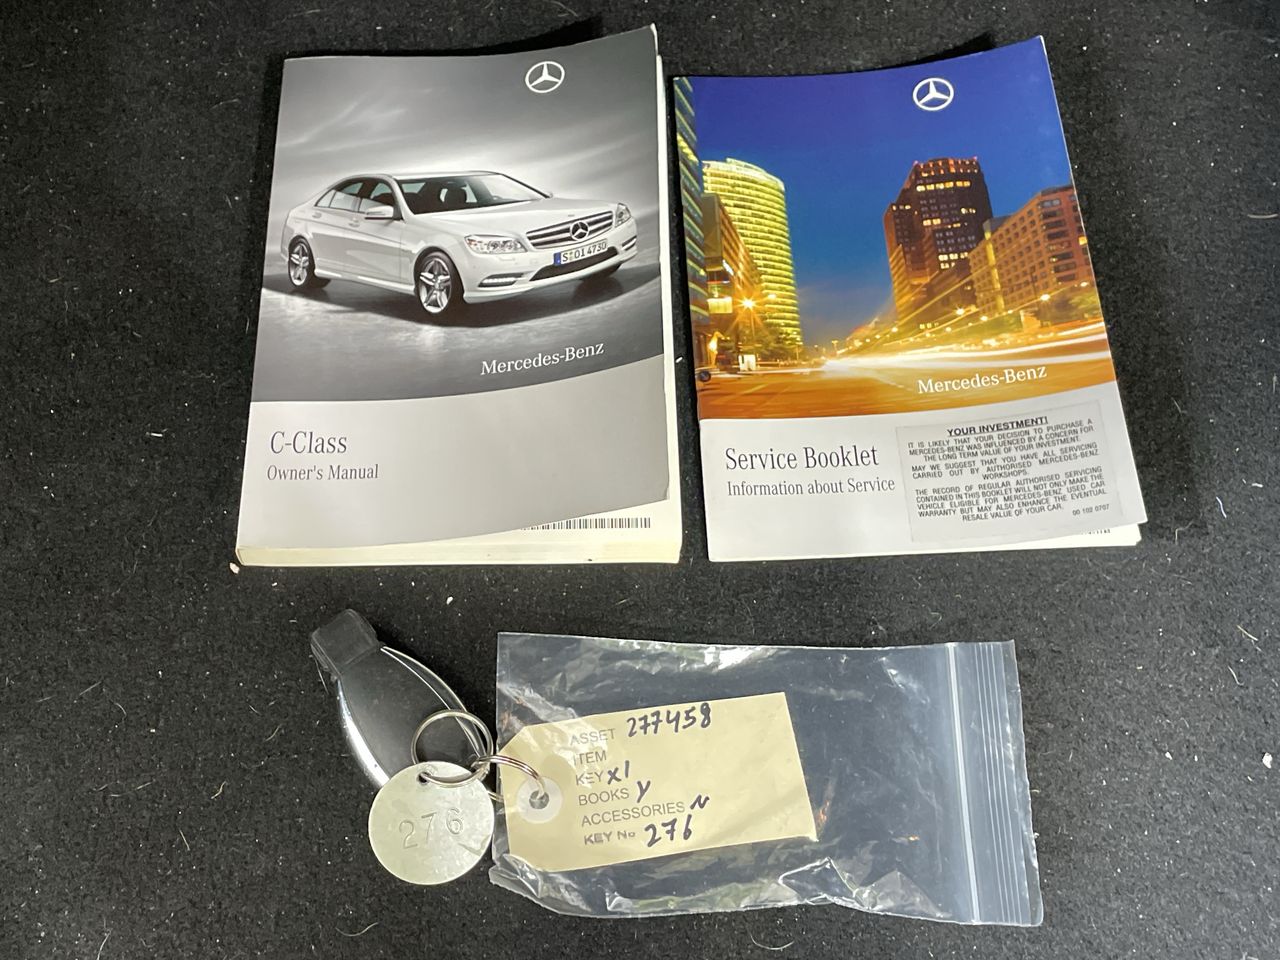 S·OI 4730
Mercedes-Benz
C-Class
Owner's Manual
Mercedes-Benz
Service Booklet
Information about Service
YOUR INVESTMENT!
IT IS LIKELY THAT YOUR DECISION TO PURCHASE A
MERCEDES-BENZ WAS INFLUENCED BY A CONCERN FOR
THE LONG TERM VALUE OF YOUR INVESTMENT.
MAY WE SUGGEST THAT YOU HAVE ALL SERVICING
CARRIED OUT BY AUTHORISED MERCEDES-BENZ
WORKSHOPS.
THE RECORD OF REGULAR AUTHORISED SERVICING
CONTAINED IN THIS BOOKLET WILL NOT ONLY MAKE THE
VEHICLE ELIGIBLE FOR MERCEDES-BENZ USED CAR
WARRANTY BUT MAY ALSO ENHANCE THE EVENTUAL
RESALE VALUE OF YOUR CAR.
00 102 0707
276
ASSET 277458
ITEM
KEY X1
BOOKS Y
ACCESSORIES N
KEY No 276